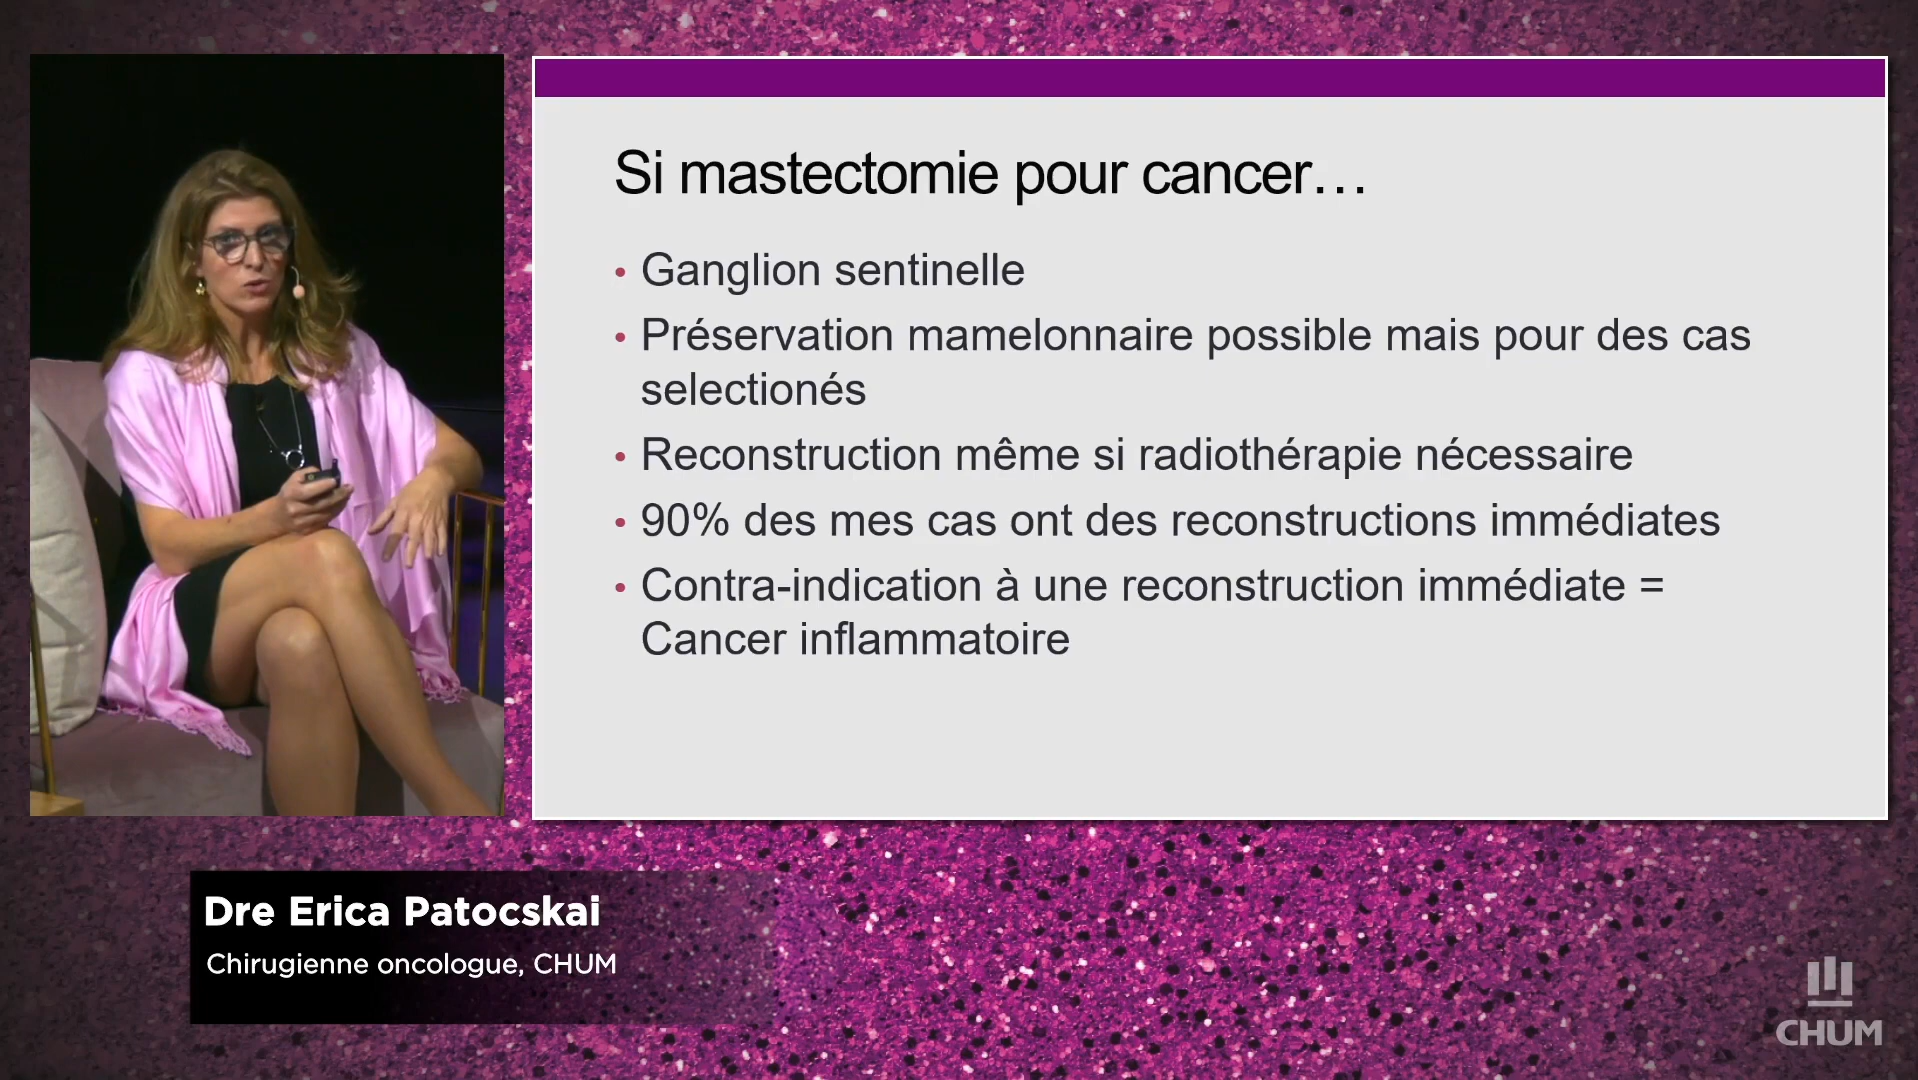 Si mastectomie pour cancer…
• Ganglion sentinelle
• Préservation mamelonnaire possible mais pour des cas
selectionés
• Reconstruction même si radiothérapie nécessaire
• 90% des mes cas ont des reconstructions immédiates
• Contra-indication à une reconstruction immédiate =
Cancer inflammatoire
Dre Erica Patocskai
Chirugienne oncologue, CHUM
CHUM